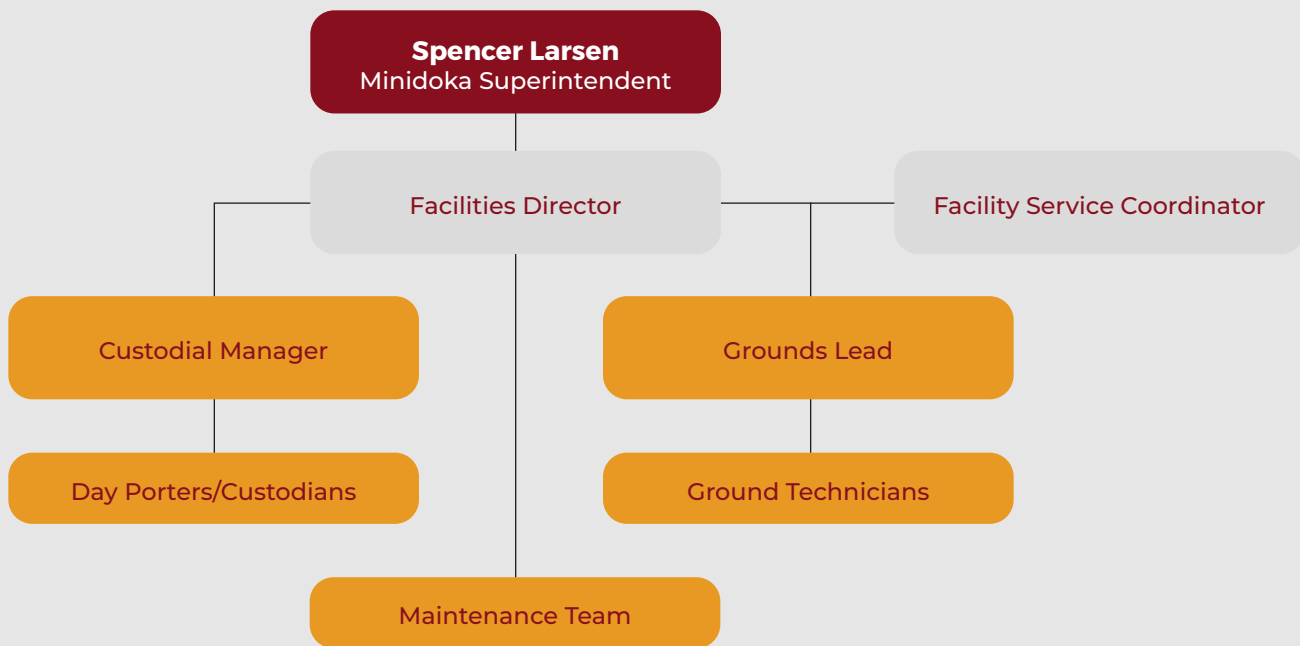 Spencer Larsen
Minidoka Superintendent
Facilities Director
Facility Service Coordinator
Custodial Manager
Grounds Lead
Day Porters/Custodians
Ground Technicians
Maintenance Team